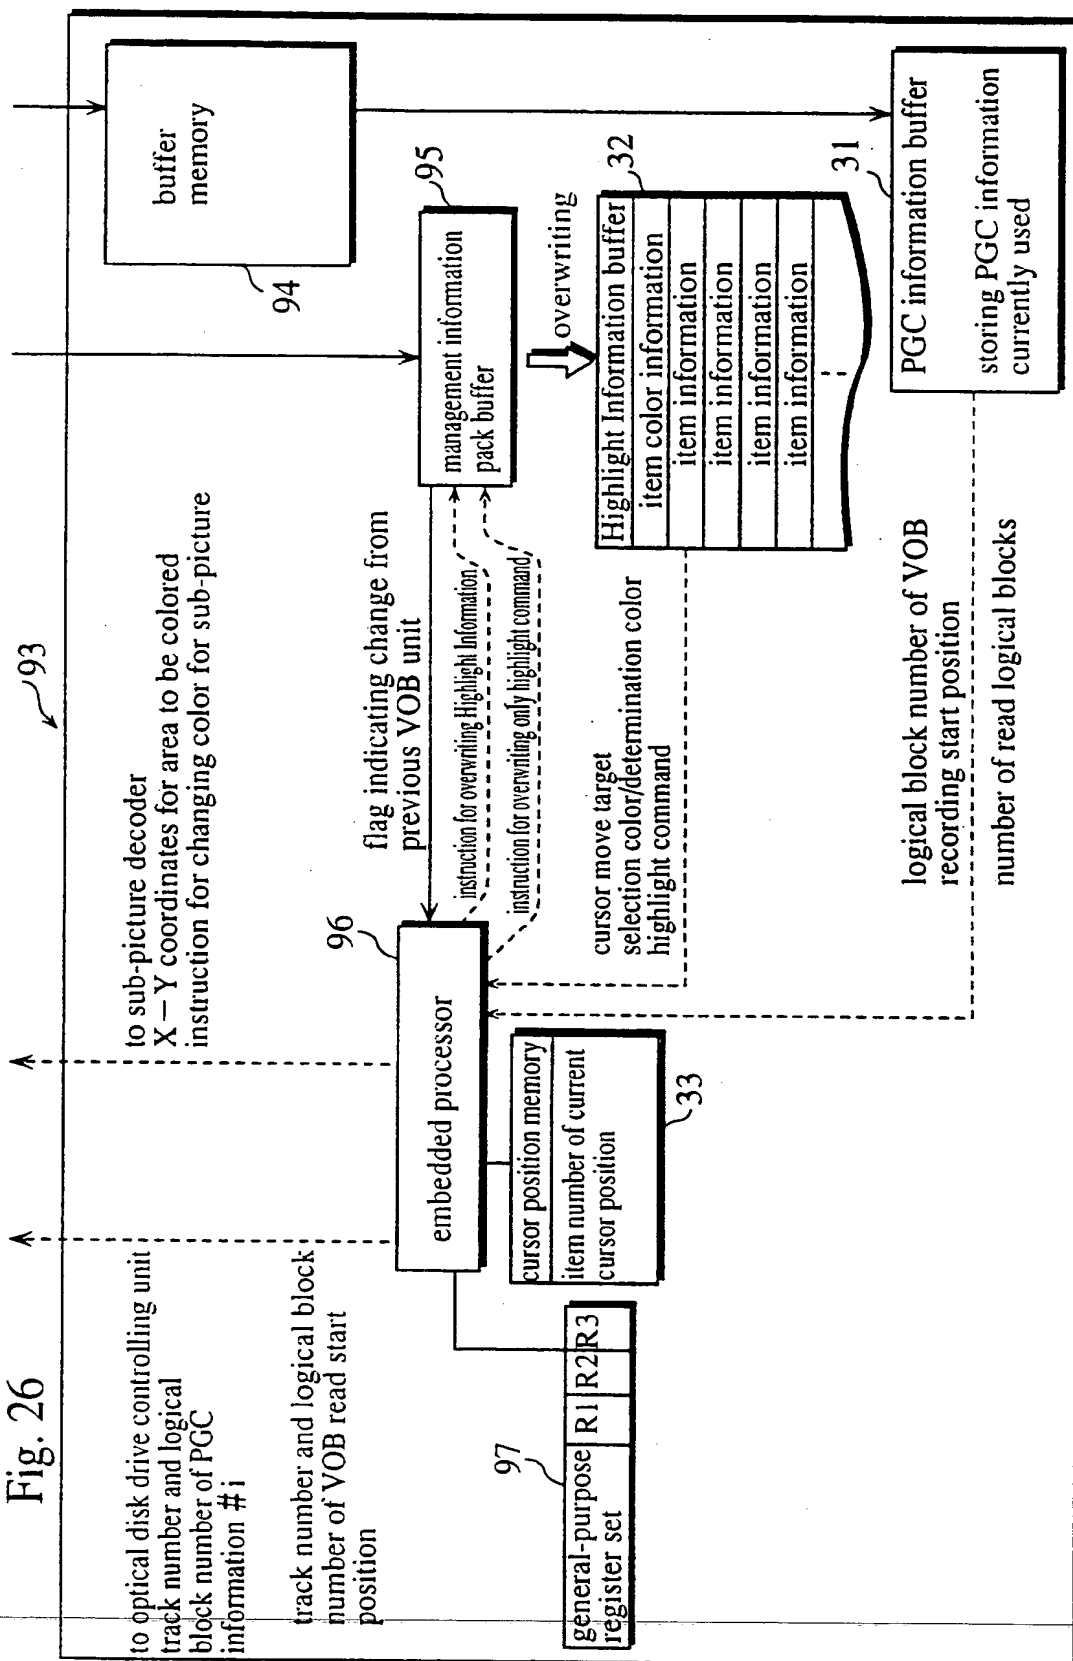 Fig. 26
93
to optical disk drive controlling unit
track number and logical
block number of PGC
information #i
track number and logical block
number of VOB read start
position
to sub-picture decoder
X-Y coordinates for area to be colored
instruction for changing color for sub-picture
buffer
memory
94
95
management information
pack buffer
flag indicating change from
previous VOB unit
instruction for overwriting Highlight Information
instruction for overwriting only highlight command
96
embedded processor
97
general-purpose
register set
R1
R2
R3
cursor position memory
item number of current
cursor position
33
cursor move target
selection color/determination color
highlight command
overwriting
32
Highlight Information buffer
item color information
item information
item information
item information
item information
logical block number of VOB
recording start position
number of read logical blocks
31
PGC information buffer
storing PGC information
currently used